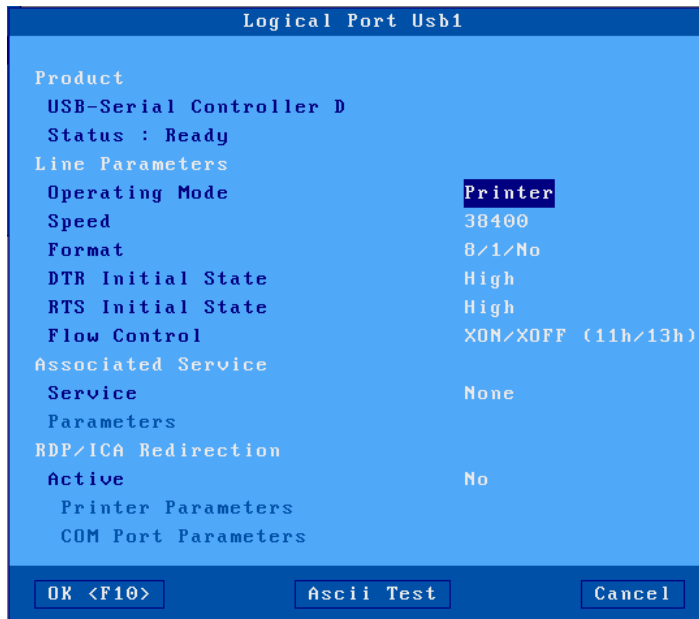 Logical Port Usb1
Product
USB-Serial Controller D
Status : Ready
Line Parameters
Operating Mode Printer
Speed 38400
Format 8/1/No
DTR Initial State High
RTS Initial State High
Flow Control XON/XOFF (11h/13h)
Associated Service
Service None
Parameters
RDP/ICA Redirection
Active No
Printer Parameters
COM Port Parameters
OK <F10> Ascii Test Cancel